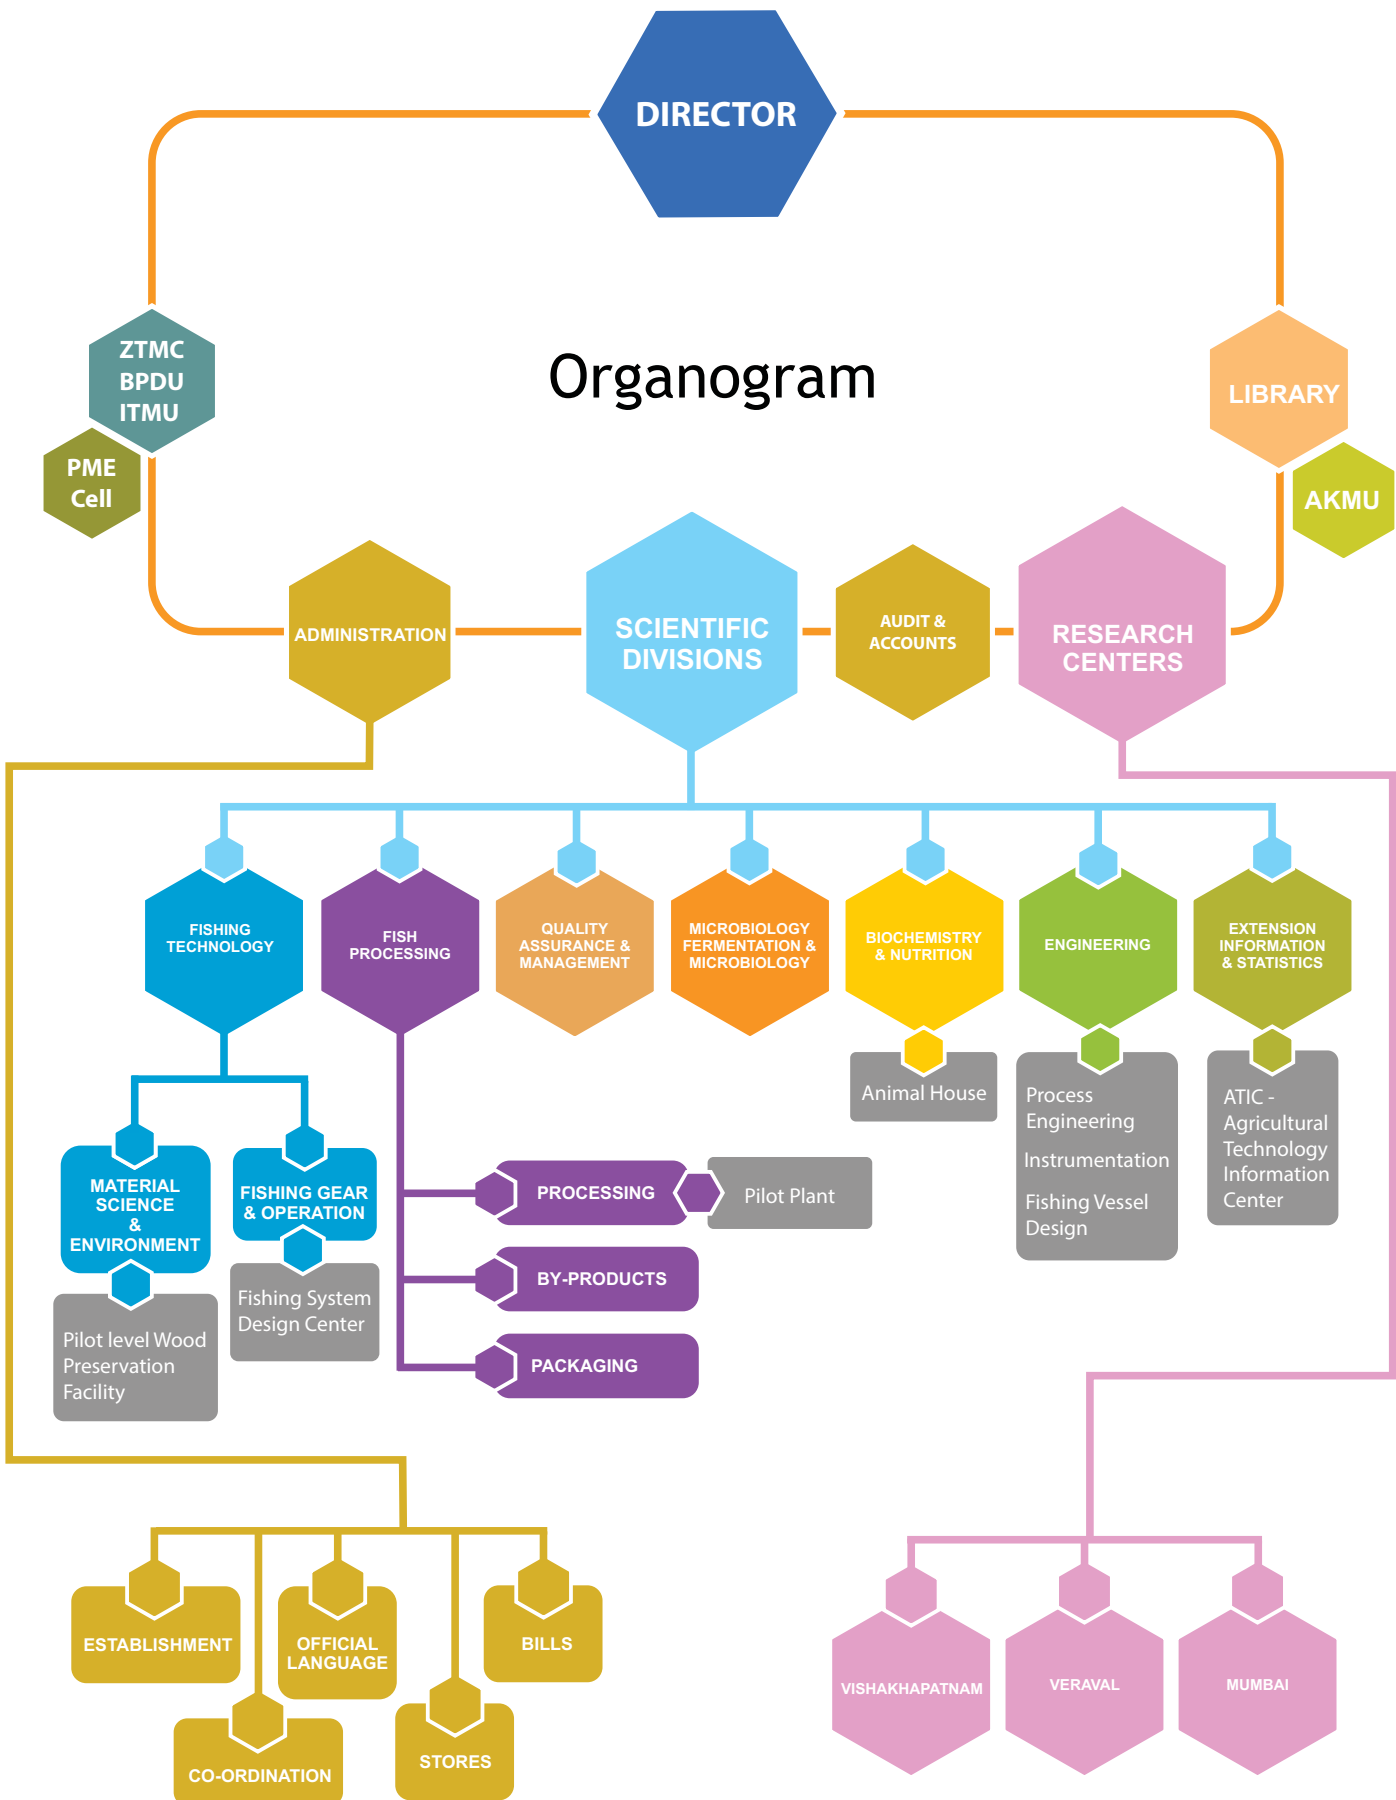 DIRECTOR
ZTMC
BPDU
ITMU
PME
Cell
Organogram
LIBRARY
AKMU
ADMINISTRATION
SCIENTIFIC
DIVISIONS
AUDIT &
ACCOUNTS
RESEARCH
CENTERS
FISHING
TECHNOLOGY
FISH
PROCESSING
QUALITY
ASSURANCE &
MANAGEMENT
MICROBIOLOGY
FERMENTATION &
MICROBIOLOGY
BIOCHEMISTRY
& NUTRITION
ENGINEERING
EXTENSION
INFORMATION
& STATISTICS
Animal House
Process
Engineering
Instrumentation
Fishing Vessel
Design
ATIC -
Agricultural
Technology
Information
Center
MATERIAL
SCIENCE
&
ENVIRONMENT
FISHING GEAR
& OPERATION
PROCESSING
Pilot Plant
BY-PRODUCTS
PACKAGING
Pilot level Wood
Preservation
Facility
Fishing System
Design Center
ESTABLISHMENT
OFFICIAL
LANGUAGE
BILLS
CO-ORDINATION
STORES
VISHAKHAPATNAM
VERAVAL
MUMBAI